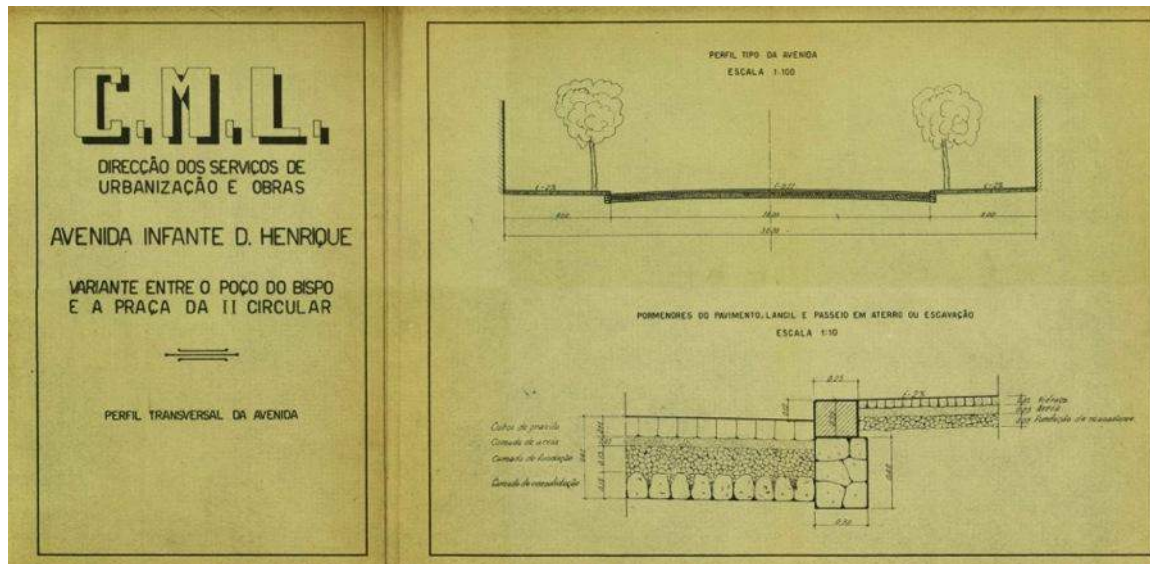 C.M.L.
DIRECÇÃO DOS SERVIÇOS DE
URBANIZAÇÃO E OBRAS
AVENIDA INFANTE D. HENRIQUE
VARIANTE ENTRE O POÇO DO BISPO
E A PRAÇA DA II CIRCULAR
PERFIL TRANSVERSAL DA AVENIDA
PERFIL TIPO DA AVENIDA
ESCALA 1:100
PORMENORES DO PAVIMENTO, LANCIL E PASSEIO EM ATERRO OU ESCAVAÇÃO
ESCALA 1:10
Cubos de granito
Camada de areia
Camada de fundação
Camada de consolidação
Areia